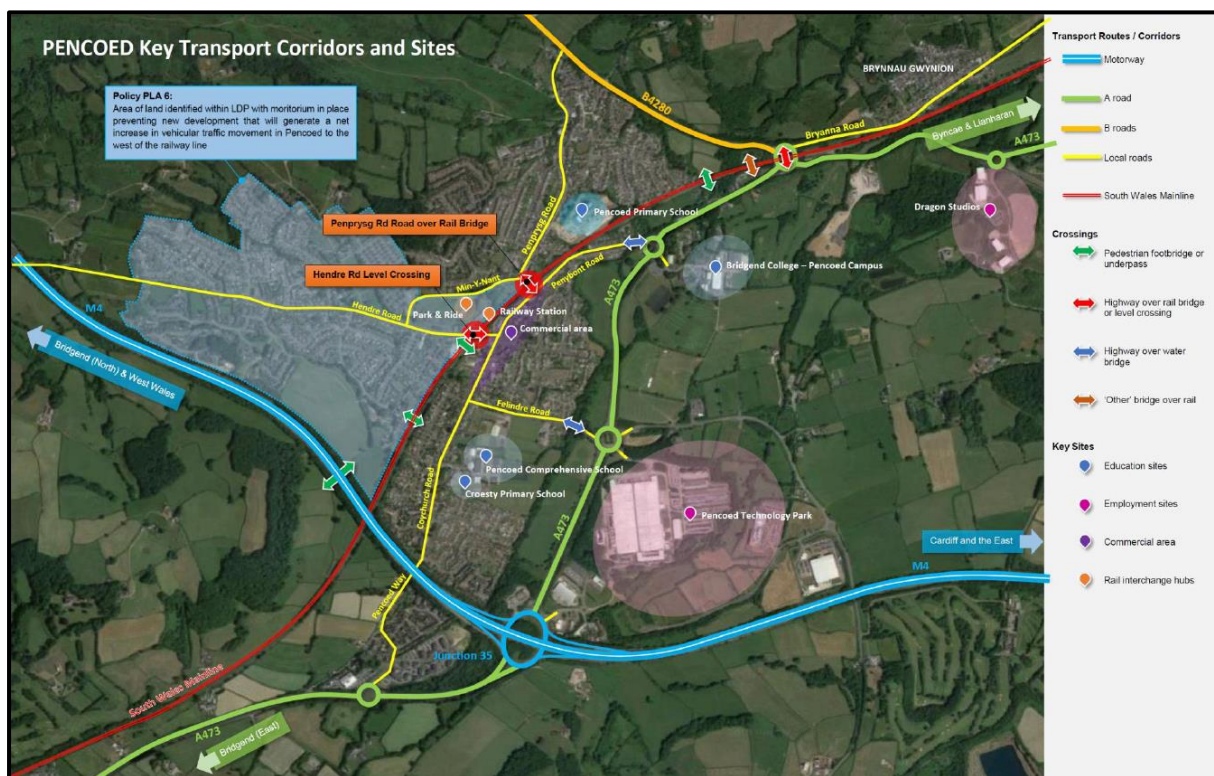 PENCOED Key Transport Corridors and Sites
Policy PLA 6:
Area of land identified within LDP with moritorium in place
preventing new development that will generate a net
increase in vehicular traffic movement in Pencoed to the
west of the railway line
BRYNNAU GWYNION
B4280
Bryanna Road
Byncae & Llanharan
A473
Penprysg Road
Dragon Studios
Pencoed Primary School
Penprysg Rd Road over Rail Bridge
Penybont Road
Bridgend College – Pencoed Campus
Hendre Rd Level Crossing
Min-Y-Nant
A473
M4
Hendre Road
Park & Ride
Railway Station
Commercial area
Bridgend (North) & West Wales
Felindre Road
Pencoed Comprehensive School
Croesty Primary School
Coychurch Road
Pencoed Technology Park
A473
Cardiff and the East
M4
Pencoed Way
Junction 35
South Wales Mainline
A473
Bridgend (East)
Transport Routes / Corridors
Motorway
A road
B roads
Local roads
South Wales Mainline
Crossings
Pedestrian footbridge or
underpass
Highway over rail bridge
or level crossing
Highway over water
bridge
'Other' bridge over rail
Key Sites
Education sites
Employment sites
Commercial area
Rail interchange hubs